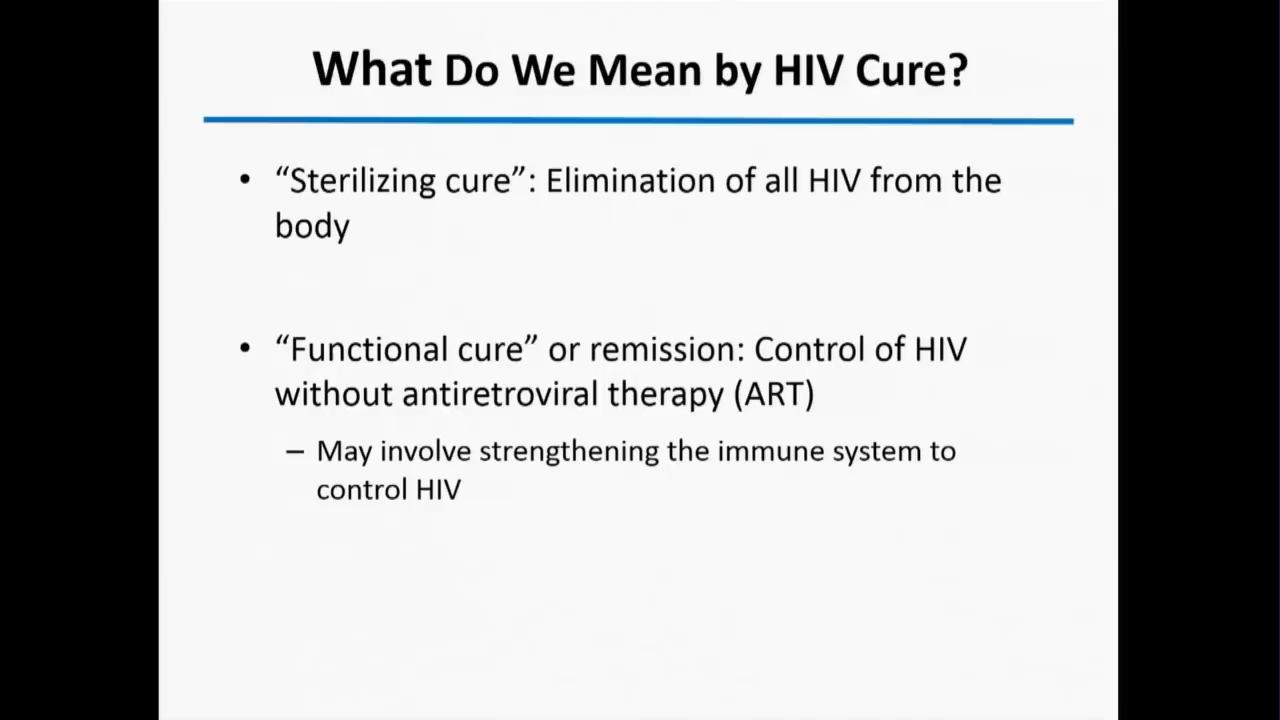 What Do We Mean by HIV Cure?
• “Sterilizing cure”: Elimination of all HIV from the
body
• “Functional cure” or remission: Control of HIV
without antiretroviral therapy (ART)
– May involve strengthening the immune system to
control HIV